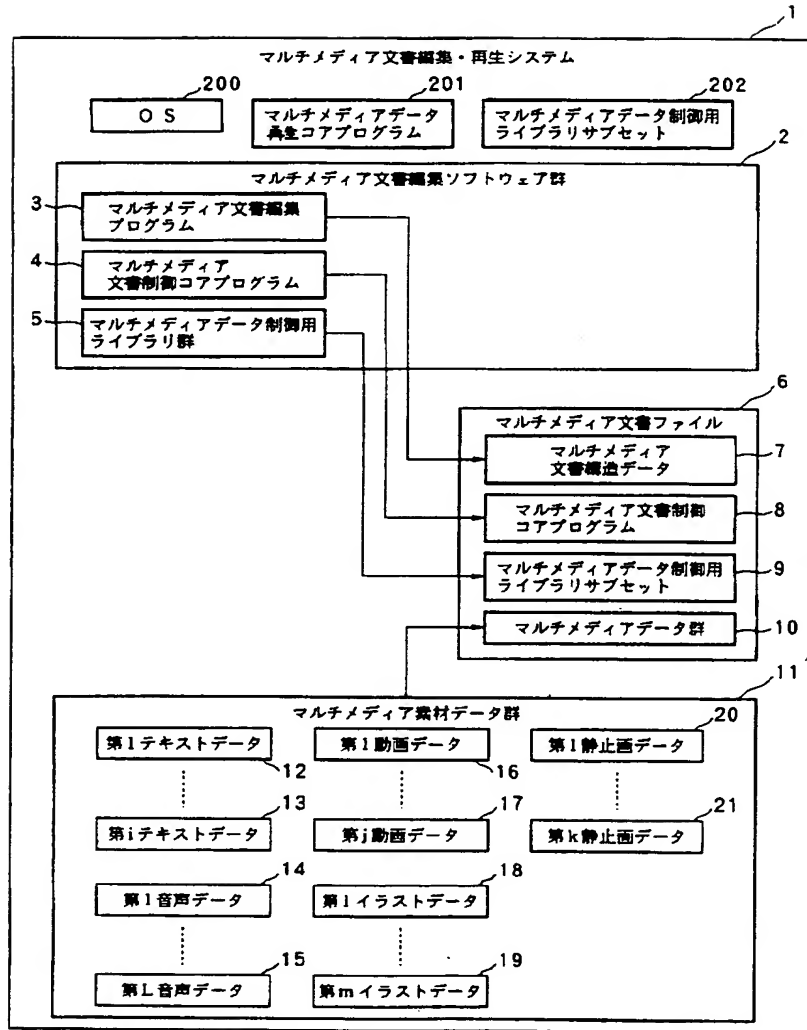 1
マルチメディア文書編集・再生システム
200
201
202
OS
マルチメディアデータ
再生コアプログラム
マルチメディアデータ制御用
ライブラリサブセット
2
マルチメディア文書編集ソフトウェア群
3
マルチメディア文書編集
プログラム
4
マルチメディア
文書制御コアプログラム
5
マルチメディアデータ制御用
ライブラリ群
6
マルチメディア文書ファイル
マルチメディア
文書構造データ
7
マルチメディア文書制御
コアプログラム
8
マルチメディアデータ制御用
ライブラリサブセット
9
マルチメディアデータ群
10
11
マルチメディア素材データ群
20
第1テキストデータ
第1動画データ
第1静止画データ
12
16
13
17
21
第iテキストデータ
第j動画データ
第k静止画データ
14
18
第1音声データ
第1イラストデータ
15
19
第L音声データ
第mイラストデータ